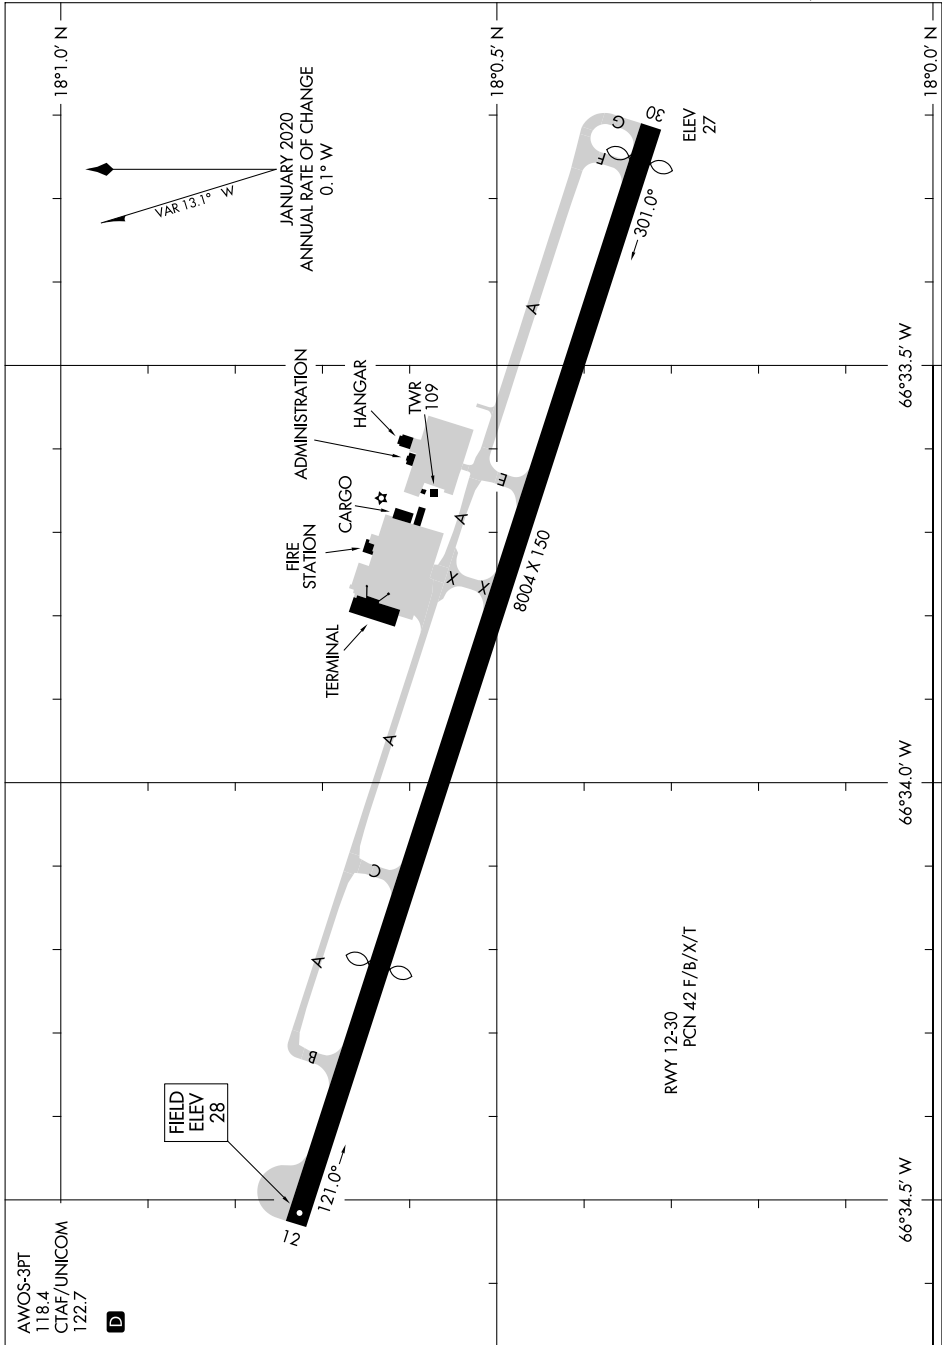 AWOS-3PT
118.4
CTAF/UNICOM
122.7
D
18°1.0' N
18°0.5' N
18°0.0' N
VAR 13.1° W
JANUARY 2020
ANNUAL RATE OF CHANGE
0.1° W
30
G
F
ELEV
27
301.0°
A
66°33.5' W
ADMINISTRATION
HANGAR
TWR
109
CARGO
FIRE
STATION
TERMINAL
E
A
X
X
8004 X 150
A
66°34.0' W
C
A
B
FIELD
ELEV
28
12
121.0°
RWY 12-30
PCN 42 F/B/X/T
66°34.5' W